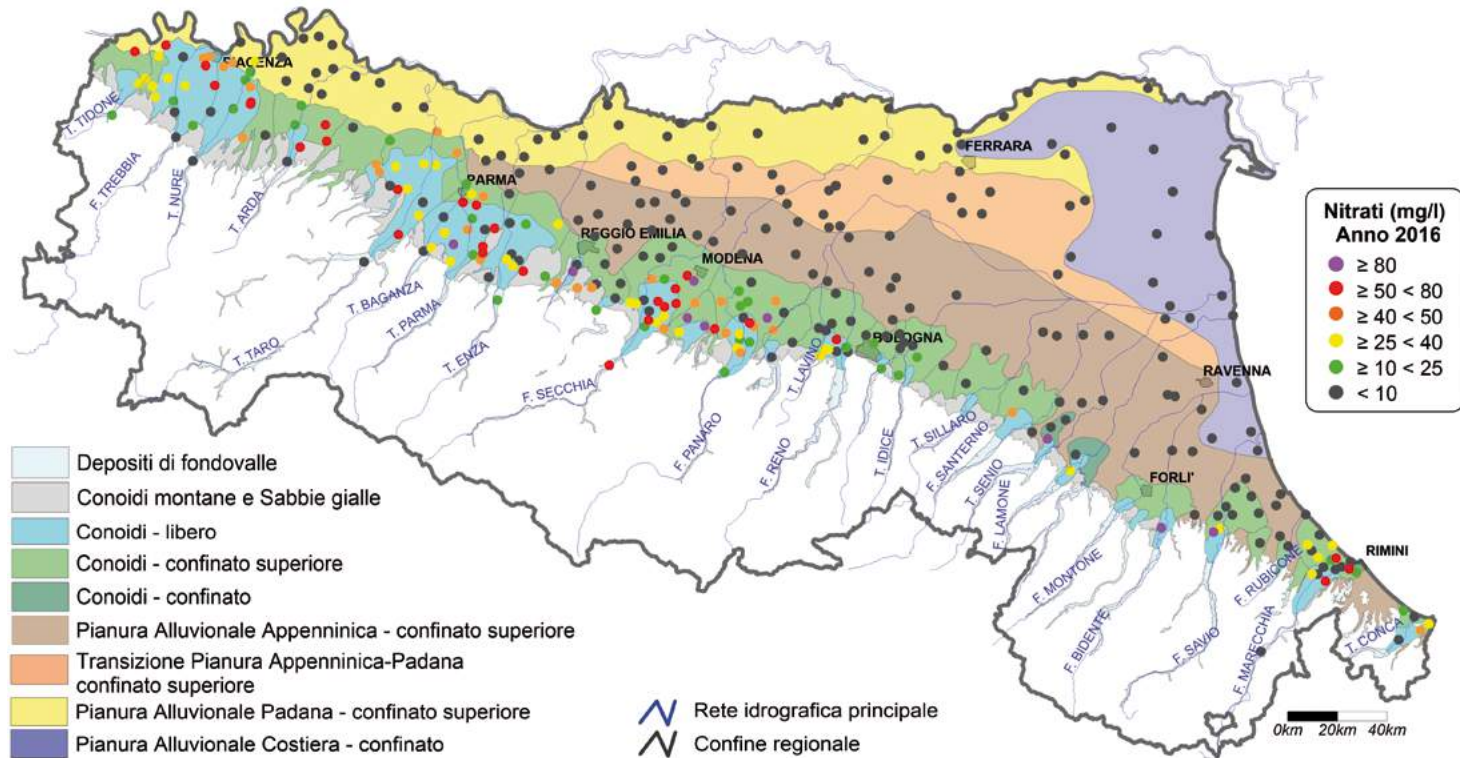 PIACENZA
T. TIDONE
F. TREBBIA
T. NURE
T. ARDA
PARMA
REGGIO EMILIA
MODENA
FERRARA
BOLOGNA
RAVENNA
FORLI'
RIMINI
T. TARO
T. BAGANZA
T. PARMA
T. ENZA
F. SECCHIA
F. PANARO
T. LAVINO
F. RENO
T. IDICE
T. SILLARO
F. SANTERNO
T. SENIO
F. LAMONE
F. MONTONE
F. BIDENTE
F. SAVIO
F. RUBICONE
F. MARECCHIA
T. CONCA
Nitrati (mg/l)
Anno 2016
≥ 80
≥ 50 < 80
≥ 40 < 50
≥ 25 < 40
≥ 10 < 25
< 10
Depositi di fondovalle
Conoidi montane e Sabbie gialle
Conoidi - libero
Conoidi - confinato superiore
Conoidi - confinato
Pianura Alluvionale Appenninica - confinato superiore
Transizione Pianura Appenninica-Padana
confinato superiore
Pianura Alluvionale Padana - confinato superiore
Pianura Alluvionale Costiera - confinato
Rete idrografica principale
Confine regionale
0km 20km 40km